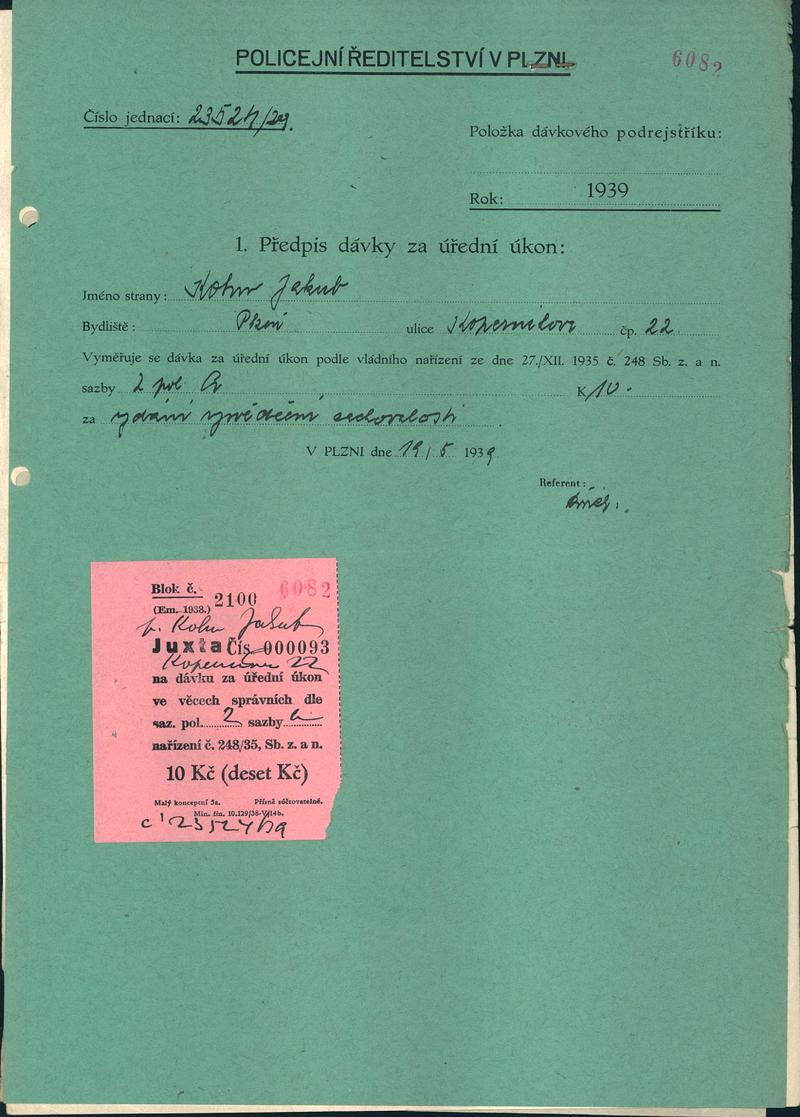 POLICEJNÍ ŘEDITELSTVÍ V PLZNI.
6082
Číslo jednací: 23524/39.
Položka dávkového podrejstříku:
Rok: 1939
1. Předpis dávky za úřední úkon:
Jméno strany: Kohn Jakub
Bydliště: Plzeň ulice Koperníkova čp. 22
Vyměřuje se dávka za úřední úkon podle vládního nařízení ze dne 27./XII. 1935 č. 248 Sb. z. a n.
sazby 2 pol a K 10.-
za vydání vysvědčení zachovalosti
V PLZNI dne 19/5 1939
Referent:
Blok č. 2100 6082
(Em. 1938.)
p. Kohn Jakub
Juxta Čís. 000093
22
na dávku za úřední úkon
ve věcech správních dle
saz. pol. 2 sazby a
nařízení č. 248/35, Sb. z. a n.
10 Kč (deset Kč)
Malý konceptní 5a. Přísně zúčtovatelné.
Min. fin. 10.129/38-V/14b.
23524/39